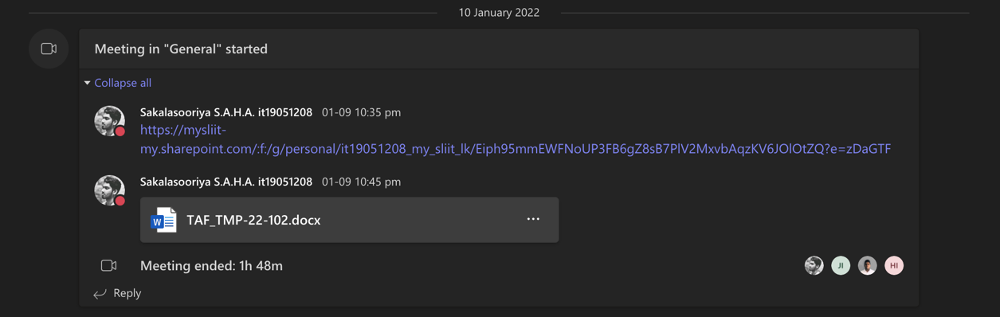 10 January 2022
Meeting in "General" started
Collapse all
Sakalasooriya S.A.H.A. it19051208 01-09 10:35 pm
https://mysliit-
my.sharepoint.com/:f:/g/personal/it19051208_my_sliit_lk/Eiph95mmEWFNoUP3FB6gZ8sB7PlV2MxvbAqzKV6JOlOtZQ?e=zDaGTF
Sakalasooriya S.A.H.A. it19051208 01-09 10:45 pm
W TAF_TMP-22-102.docx ...
Meeting ended: 1h 48m JI HI
Reply